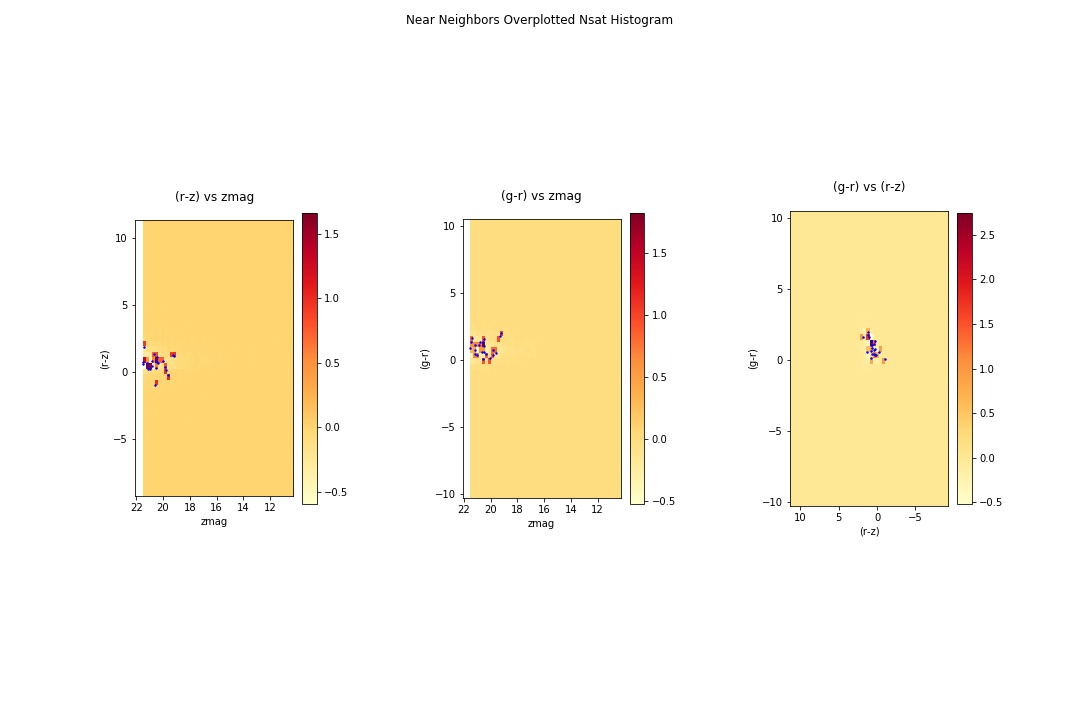 Near Neighbors Overplotted Nsat Histogram
(r-z) vs zmag
10
5
0
−5
(r-z)
22 20 18 16 14 12
zmag
1.5
1.0
0.5
0.0
−0.5
(g-r) vs zmag
10
5
0
−5
−10
(g-r)
22 20 18 16 14 12
zmag
1.5
1.0
0.5
0.0
−0.5
(g-r) vs (r-z)
10
5
0
−5
−10
(g-r)
10 5 0 −5
(r-z)
2.5
2.0
1.5
1.0
0.5
0.0
−0.5